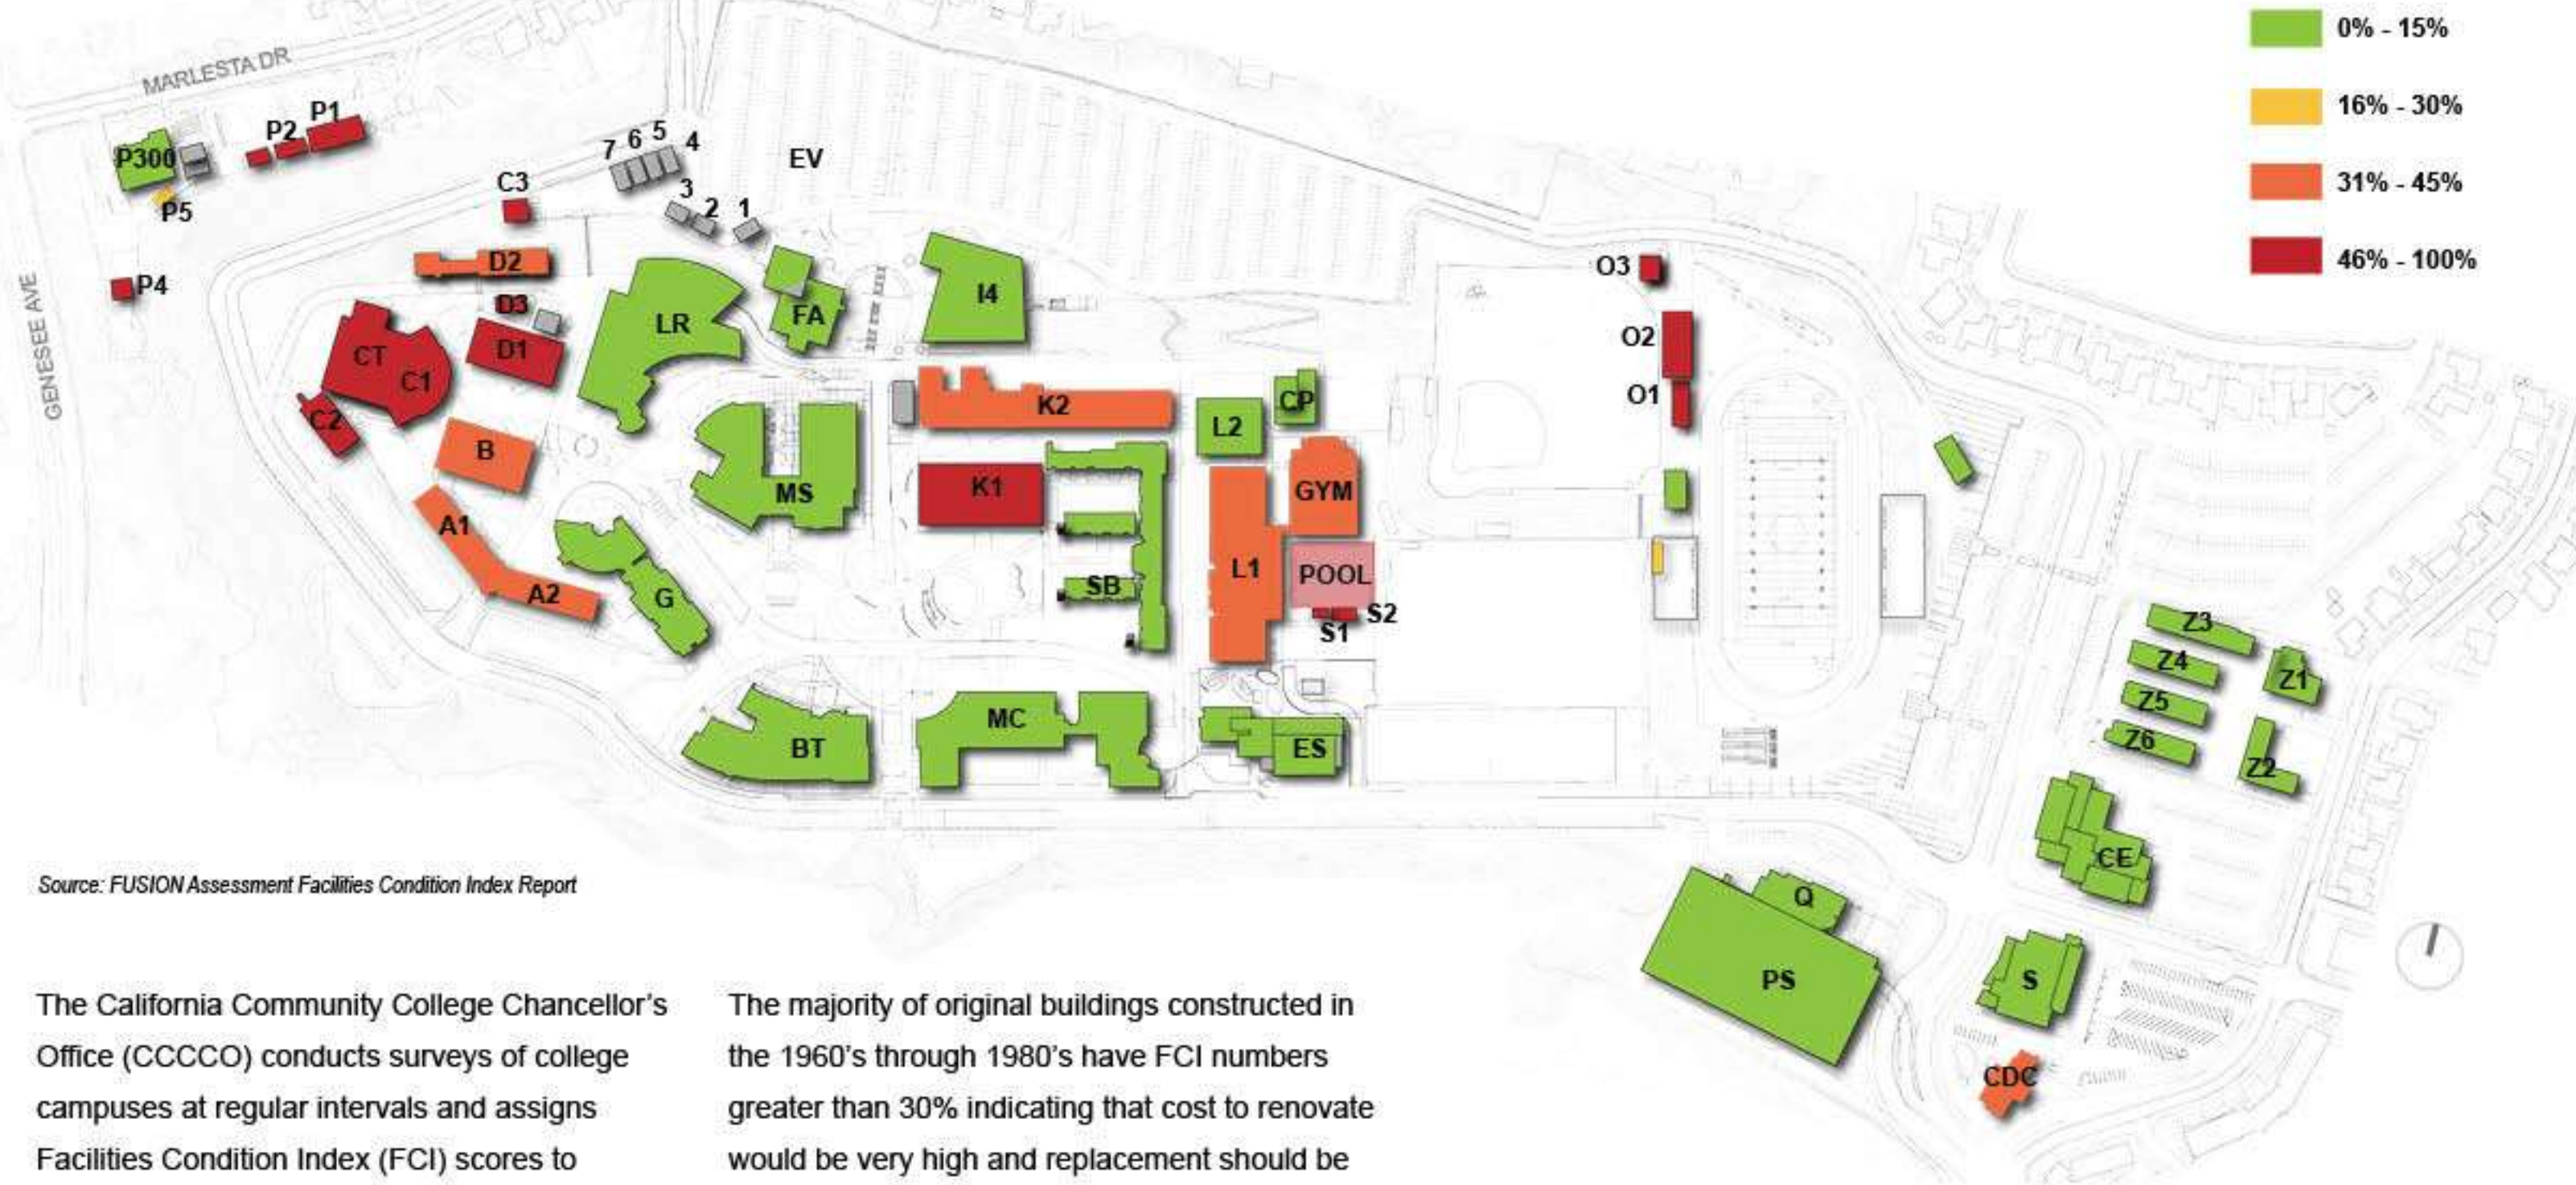 0% - 15%
16% - 30%
31% - 45%
46% - 100%
MARLESTA DR
GENESEE AVE
P1
P2
P300
P5
P4
C3
7
6
5
4
3
2
1
EV
D2
D3
D1
CT
C1
C2
B
A1
A2
G
LR
FA
I4
MS
K2
K1
SB
L2
CP
GYM
L1
POOL
S1
S2
O3
O2
O1
BT
MC
ES
Z3
Z4
Z5
Z6
Z1
Z2
CE
Q
PS
S
CDC
Source: FUSION Assessment Facilities Condition Index Report
The California Community College Chancellor's
Office (CCCCO) conducts surveys of college
campuses at regular intervals and assigns
Facilities Condition Index (FCI) scores to
The majority of original buildings constructed in
the 1960's through 1980's have FCI numbers
greater than 30% indicating that cost to renovate
would be very high and replacement should be